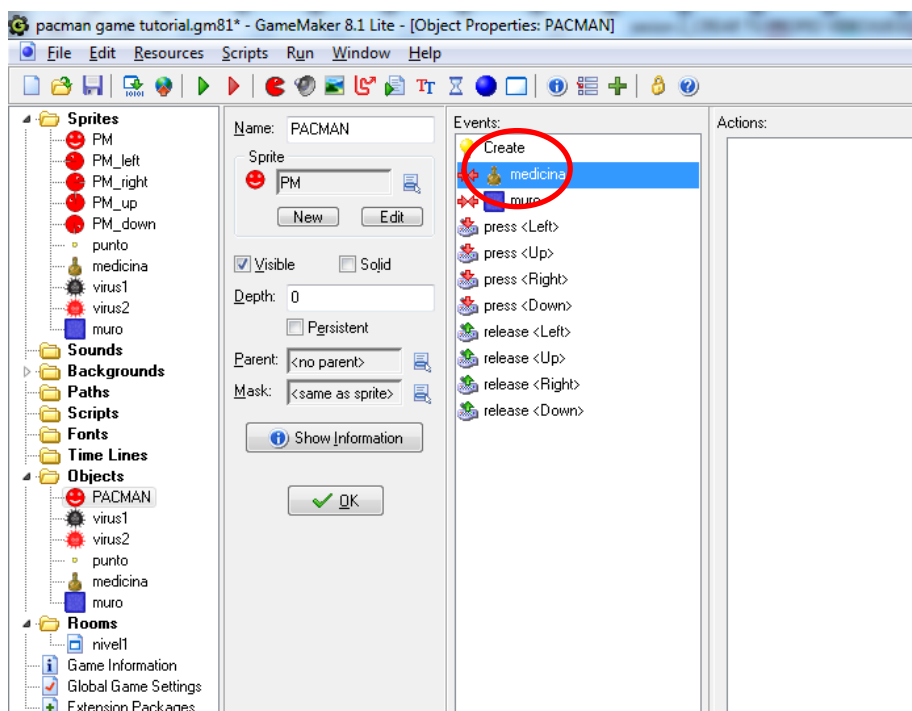 pacman game tutorial.gm81* - GameMaker 8.1 Lite - [Object Properties: PACMAN]
File Edit Resources Scripts Run Window Help
Sprites
PM
PM_left
PM_right
PM_up
PM_down
punto
medicina
virus1
virus2
muro
Sounds
Backgrounds
Paths
Scripts
Fonts
Time Lines
Objects
PACMAN
virus1
virus2
punto
medicina
muro
Rooms
nivel1
Game Information
Global Game Settings
Extension Packages
Name: PACMAN
Sprite
PM
New Edit
Visible Solid
Depth: 0
Persistent
Parent: <no parent>
Mask: <same as sprite>
Show Information
OK
Events:
Create
medicina
muro
press <Left>
press <Up>
press <Right>
press <Down>
release <Left>
release <Up>
release <Right>
release <Down>
Actions: